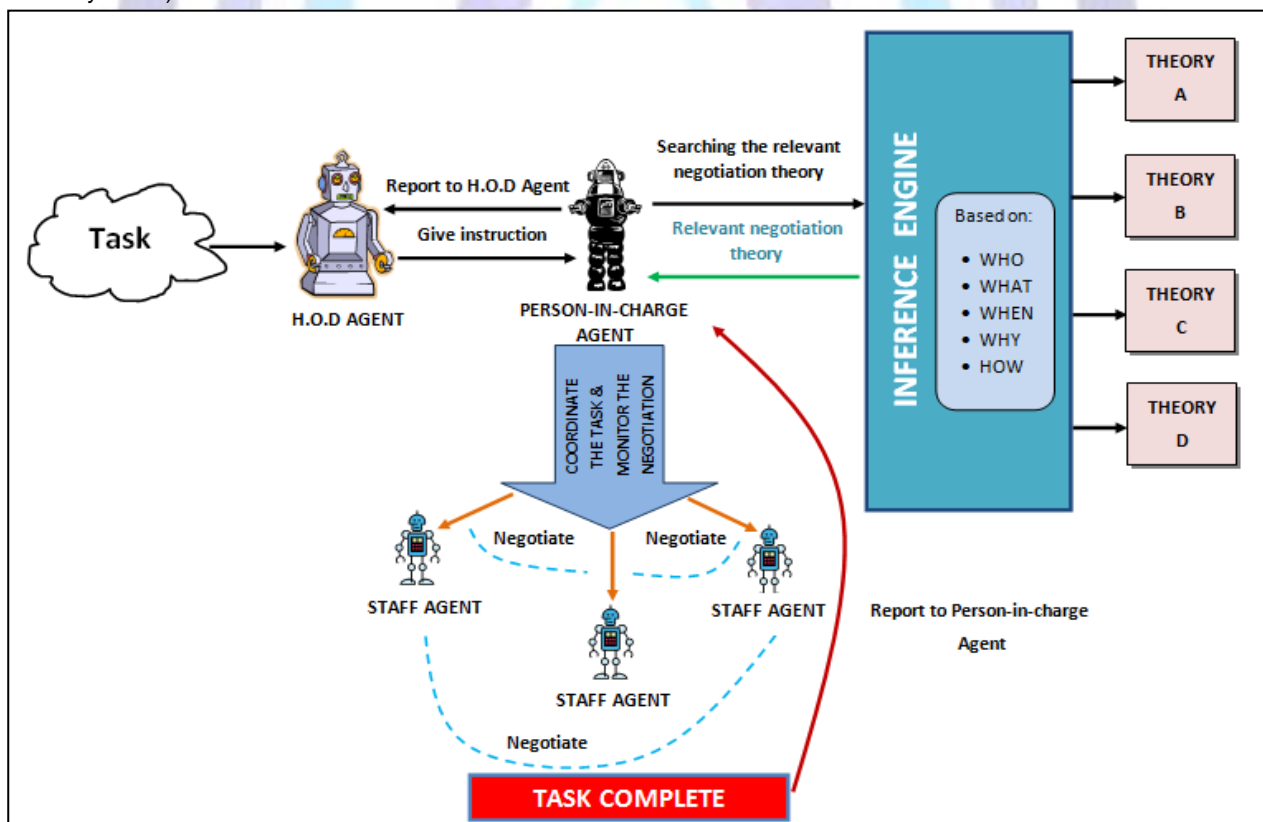 Task
H.O.D AGENT
Report to H.O.D Agent
Give instruction
PERSON-IN-CHARGE
AGENT
Searching the relevant
negotiation theory
Relevant negotiation
theory
INFERENCE ENGINE
Based on:
• WHO
• WHAT
• WHEN
• WHY
• HOW
THEORY
A
THEORY
B
THEORY
C
THEORY
D
COORDINATE
THE TASK &
MONITOR THE
NEGOTIATION
Negotiate
Negotiate
STAFF AGENT
STAFF AGENT
STAFF AGENT
Negotiate
Report to Person-in-charge
Agent
TASK COMPLETE